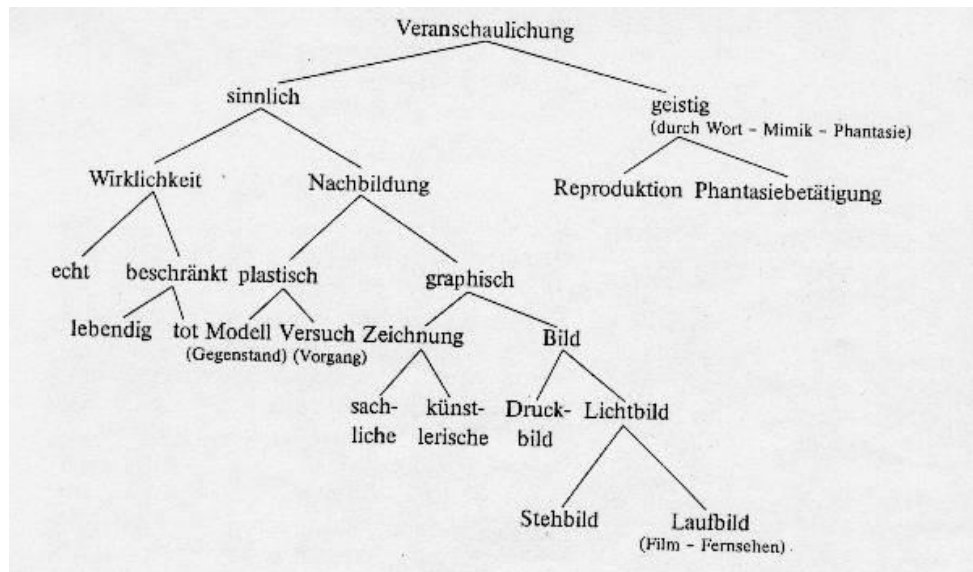 Veranschaulichung
sinnlich
geistig
(durch Wort - Mimik - Phantasie)
Wirklichkeit Nachbildung Reproduktion Phantasiebetätigung
echt beschränkt plastisch graphisch
lebendig tot Modell Versuch Zeichnung Bild
(Gegenstand) (Vorgang)
sach- künst- Druck- Lichtbild
liche lerische bild
Stehbild Laufbild
(Film - Fernsehen)